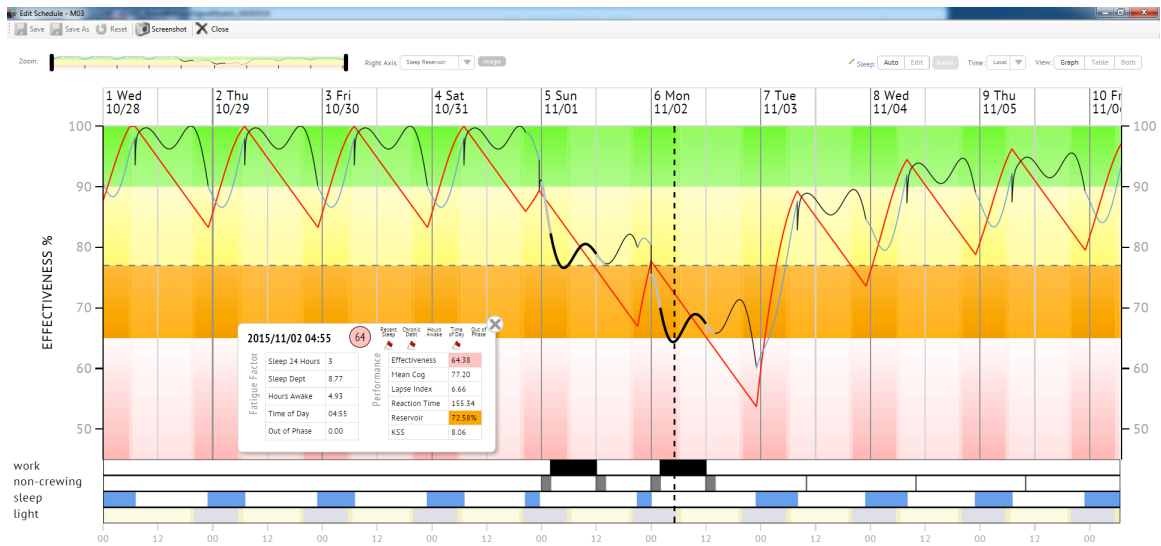 Edit Schedule - M03
Save Save As Reset Screenshot Close
Zoom: Right Axis: Sleep Reservoir Image Sleep: Auto Edit Reset Time: Local View: Graph Table Both
1 Wed 2 Thu 3 Fri 4 Sat 5 Sun 6 Mon 7 Tue 8 Wed 9 Thu 10 Fr
10/28 10/29 10/30 10/31 11/01 11/02 11/03 11/04 11/05 11/0
100 100
90 90
80 80
70 70
60 60
50 50
EFFECTIVENESS %
2015/11/02 04:55 64
Recent Sleep Chronic Debt Hours Awake Time of Day Out of Phase
Fatigue Factor
Sleep 24 Hours 3
Sleep Dept 8.77
Hours Awake 4.93
Time of Day 04:55
Out of Phase 0.00
Performance
Effectiveness 64.38
Mean Cog 77.20
Lapse Index 6.66
Reaction Time 155.34
Reservoir 72.58%
KSS 8.06
work
non-crewing
sleep
light
00 12 00 12 00 12 00 12 00 12 00 12 00 12 00 12 00 12 00